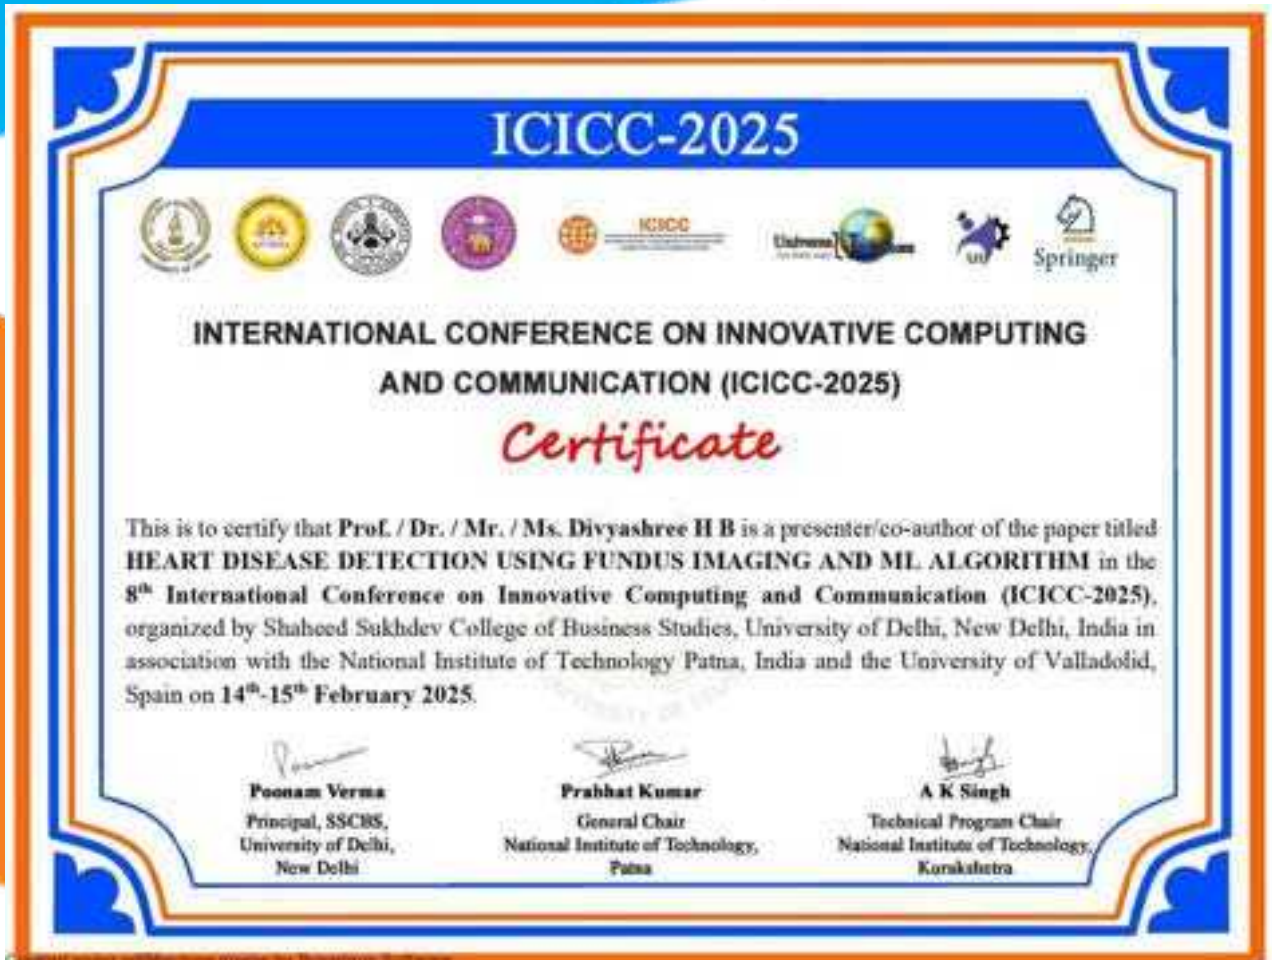 ICICC-2025
ICICC
Universe
Springer
INTERNATIONAL CONFERENCE ON INNOVATIVE COMPUTING
AND COMMUNICATION (ICICC-2025)
Certificate
This is to certify that Prof. / Dr. / Mr. / Ms. Divyashree H B is a presenter/co-author of the paper titled
HEART DISEASE DETECTION USING FUNDUS IMAGING AND ML ALGORITHM in the
8th International Conference on Innovative Computing and Communication (ICICC-2025),
organized by Shaheed Sukhdev College of Business Studies, University of Delhi, New Delhi, India in
association with the National Institute of Technology Patna, India and the University of Valladolid,
Spain on 14th-15th February 2025.
Poonam Verma Prabhat Kumar A K Singh
Principal, SSCBS, General Chair Technical Program Chair
University of Delhi, National Institute of Technology, National Institute of Technology,
New Delhi Patna Kurukshetra